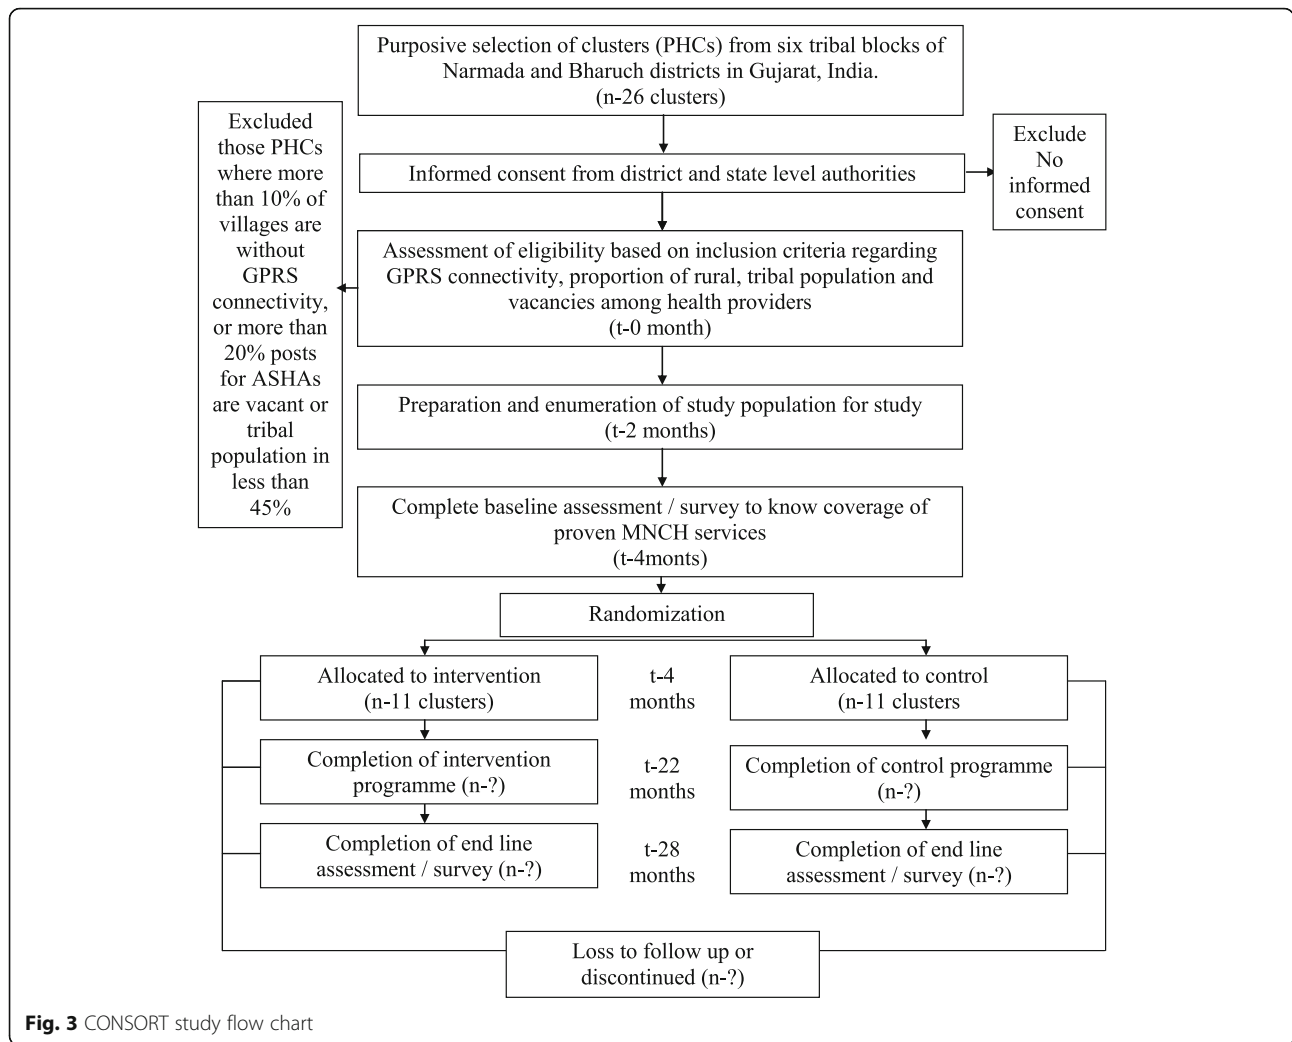 Purposive selection of clusters (PHCs) from six tribal blocks of
Narmada and Bharuch districts in Gujarat, India.
(n-26 clusters)
Excluded
those PHCs
where more
than 10% of
villages are
without
GPRS
connectivity,
or more than
20% posts
for ASHAs
are vacant or
tribal
population in
less than
45%
Informed consent from district and state level authorities
Exclude
No
informed
consent
Assessment of eligibility based on inclusion criteria regarding
GPRS connectivity, proportion of rural, tribal population and
vacancies among health providers
(t-0 month)
Preparation and enumeration of study population for study
(t-2 months)
Complete baseline assessment / survey to know coverage of
proven MNCH services
(t-4monts)
Randomization
Allocated to intervention
(n-11 clusters)
t-4
months
Allocated to control
(n-11 clusters
Completion of intervention
programme (n-?)
t-22
months
Completion of control programme
(n-?)
Completion of end line
assessment / survey (n-?)
t-28
months
Completion of end line
assessment / survey (n-?)
Loss to follow up or
discontinued (n-?)
Fig. 3 CONSORT study flow chart